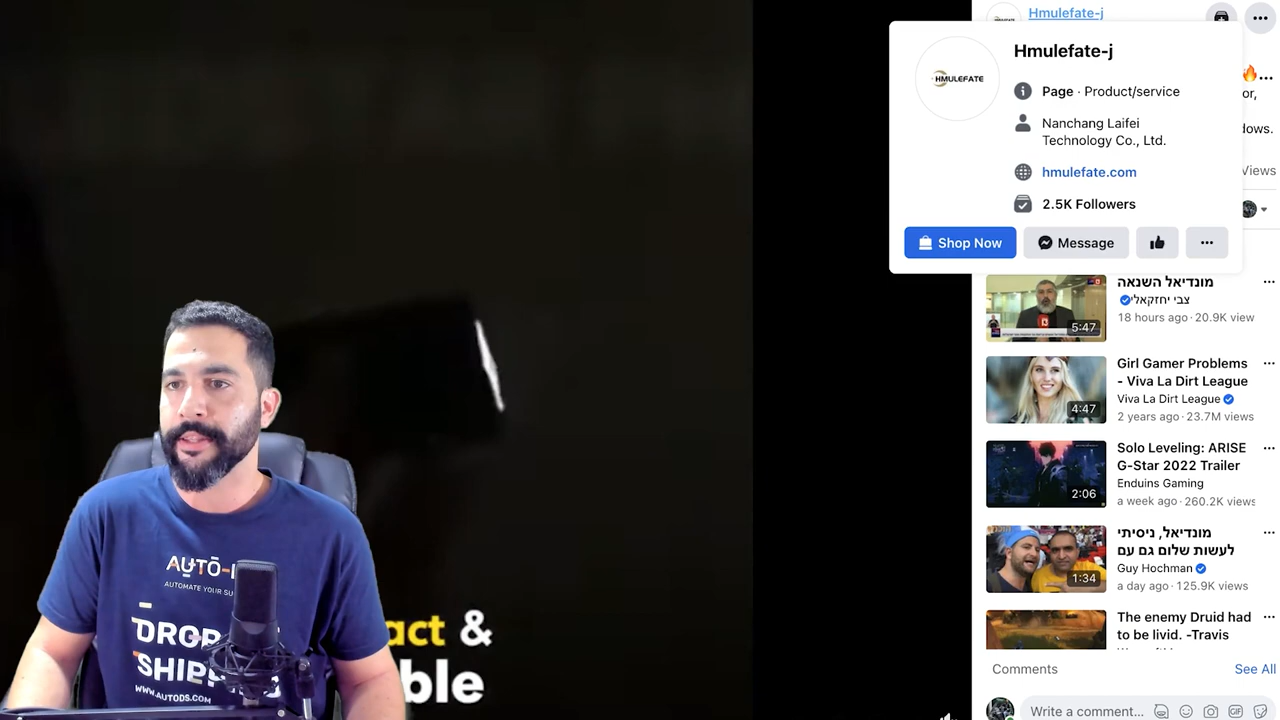 Hmulefate-j
Hmulefate-j
HMULEFATE
Page · Product/service
Nanchang Laifei
Technology Co., Ltd.
hmulefate.com
2.5K Followers
Shop Now
Message
or,
dows.
Views
מונדיאל השנאה
צבי יחזקאלי
18 hours ago · 20.9K view
5:47
Girl Gamer Problems
- Viva La Dirt League
Viva La Dirt League
2 years ago · 23.7M views
4:47
Solo Leveling: ARISE
G-Star 2022 Trailer
Enduins Gaming
a week ago · 260.2K views
2:06
מונדיאל, ניסיתי
לעשות שלום גם עם
Guy Hochman
a day ago · 125.9K views
1:34
The enemy Druid had
to be livid. -Travis
Comments
See All
Write a comment...
GIF
act &
ble
AUTO-
AUTOMATE YOUR SU
DROP
SHIP
WWW.AUTODS.COM